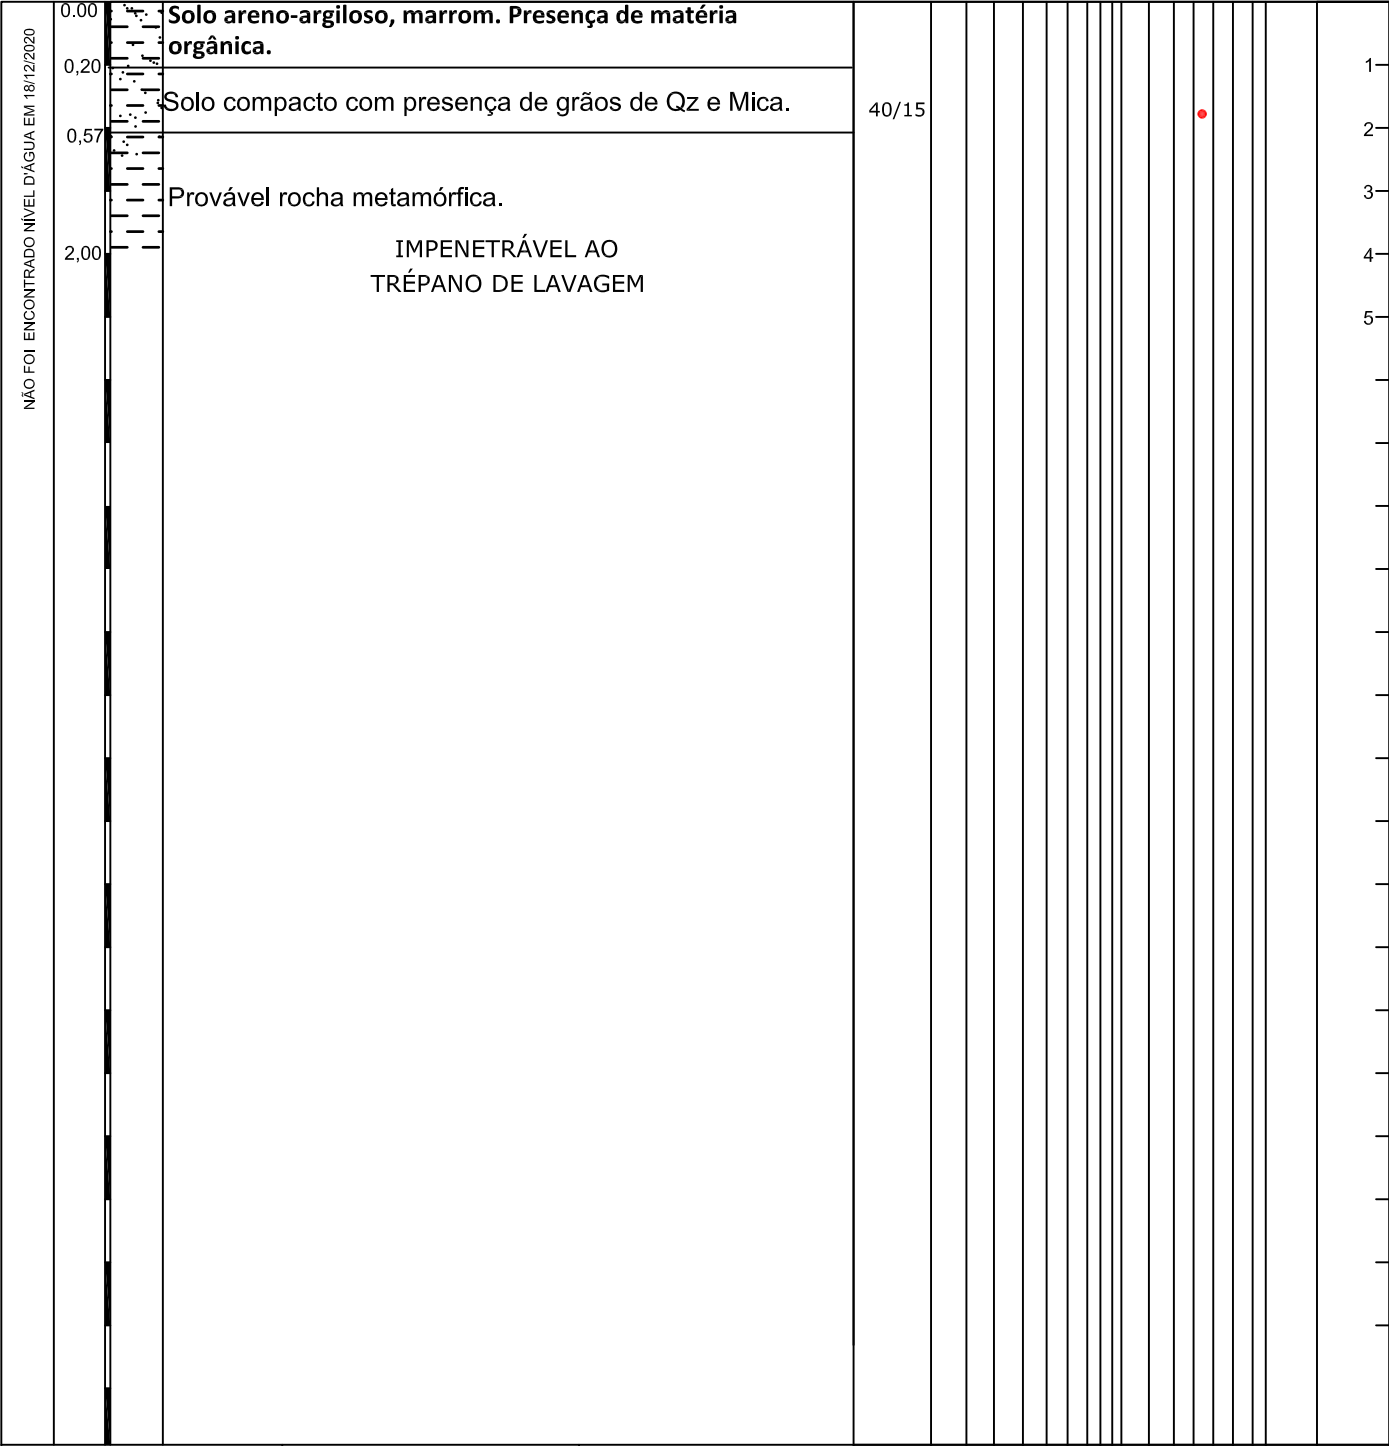 NÃO FOI ENCONTRADO NÍVEL D'ÁGUA EM 18/12/2020
0.00
Solo areno-argiloso, marrom. Presença de matéria
orgânica.
0,20
1
Solo compacto com presença de grãos de Qz e Mica.
40/15
0,57
2
Provável rocha metamórfica.
3
2,00
IMPENETRÁVEL AO
TRÉPANO DE LAVAGEM
4
5